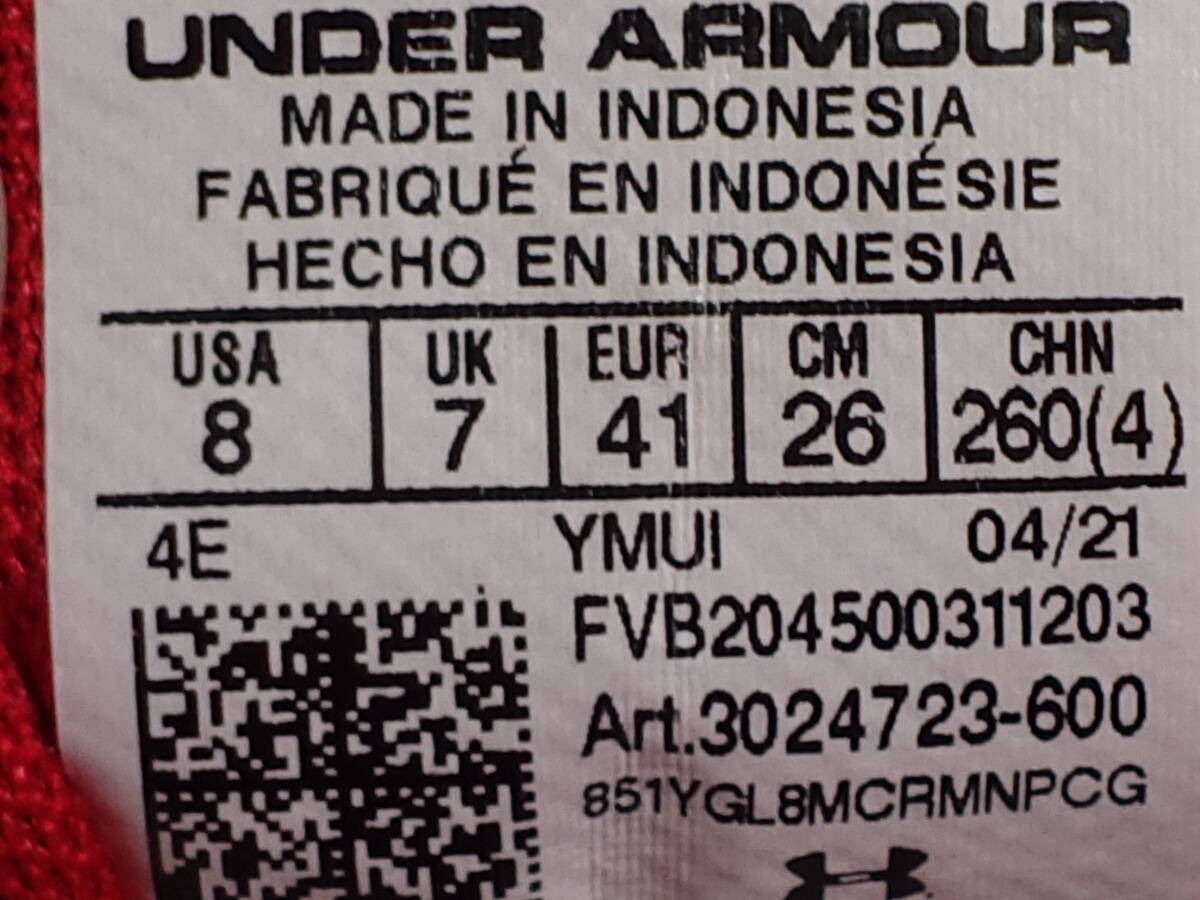 UNDER ARMOUR
MADE IN INDONESIA
FABRIQUÉ EN INDONÉSIE
HECHO EN INDONESIA
USA UK EUR CM CHN
8 7 41 26 260(4)
4E YMUI 04/21
FVB204500311203
Art.3024723-600
851YGL8MCRMNPCG